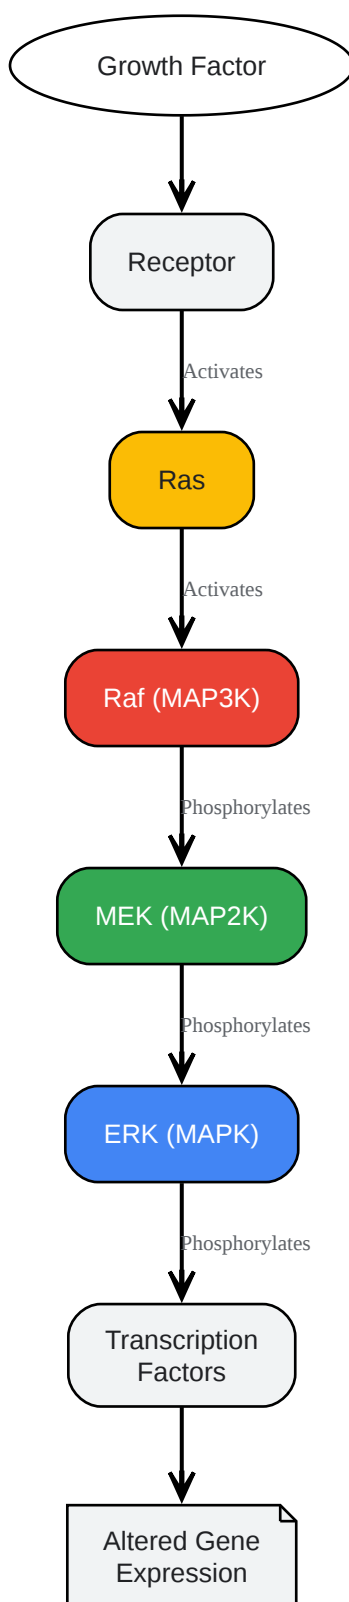 Growth Factor
Receptor
Activates
Ras
Activates
Raf (MAP3K)
Phosphorylates
MEK (MAP2K)
Phosphorylates
ERK (MAPK)
Phosphorylates
Transcription
Factors
Altered Gene
Expression